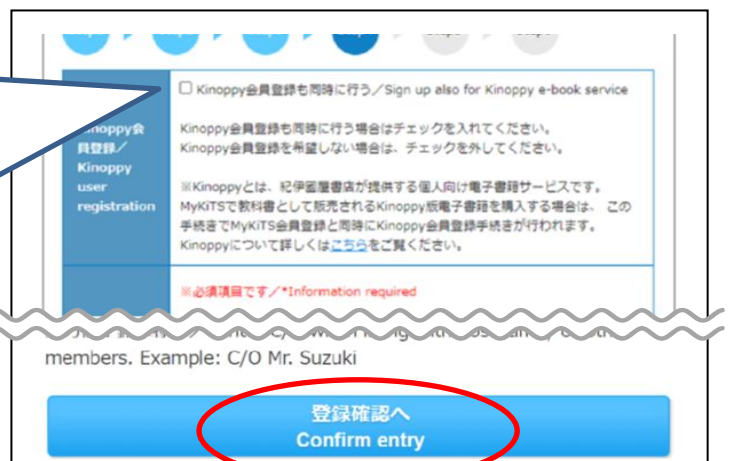 □ Kinoppy会員登録も同時に行う／Sign up also for Kinoppy e-book service
Kinoppy会員登録も同時に行う場合はチェックを入れてください。
Kinoppy会員登録を希望しない場合は、チェックを外してください。
員登録／
Kinoppy
user
registration
※Kinoppyとは、紀伊國屋書店が提供する個人向け電子書籍サービスです。
MyKiTSで教科書として販売されるKinoppy版電子書籍を購入する場合は、 この
手続きでMyKiTS会員登録と同時にKinoppy会員登録手続きが行われます。
Kinoppyについて詳しくはこちらをご覧ください。
※必須項目です／*Information required
members. Example: C/O Mr. Suzuki
登録確認へ
Confirm entry